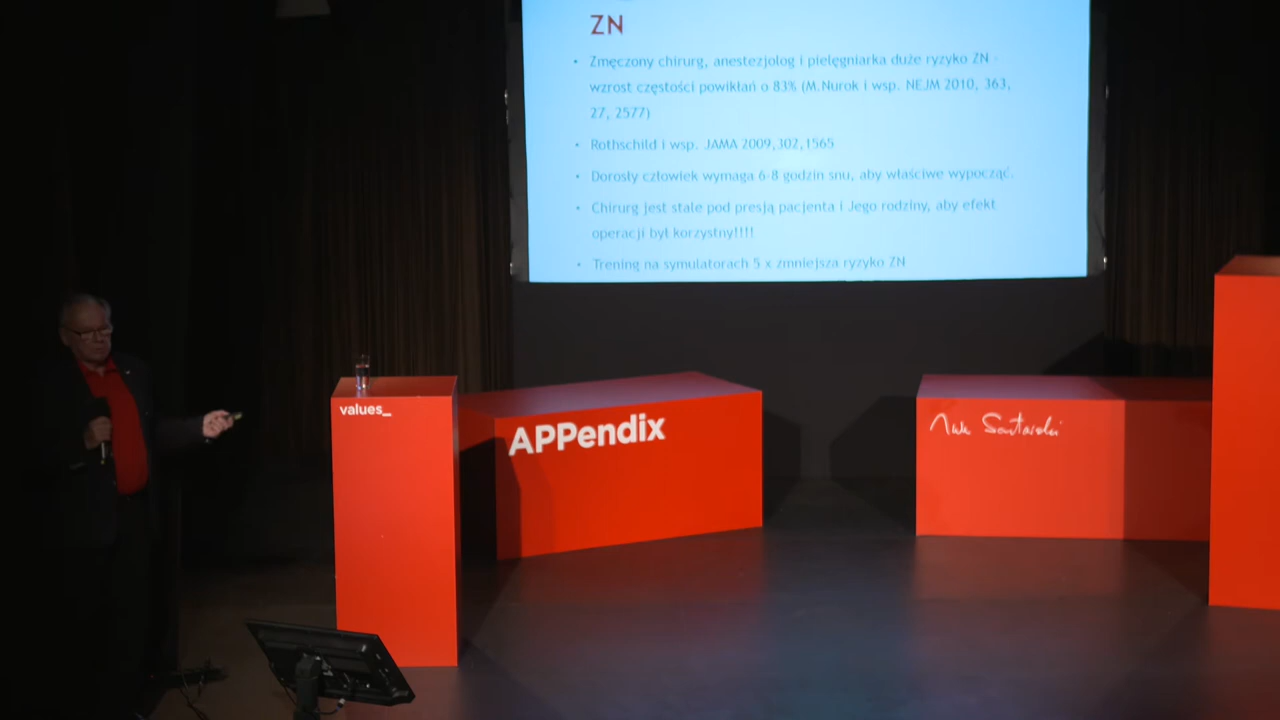 ZN
• Zmęczony chirurg, anestezjolog i pielęgniarka duże ryzyko ZN -
wzrost częstości powikłań o 83% (M.Nurok i wsp. NEJM 2010, 363,
27, 2577)
• Rothschild i wsp. JAMA 2009,302,1565
• Dorosły człowiek wymaga 6-8 godzin snu, aby właściwe wypocząć.
• Chirurg jest stale pod presją pacjenta i Jego rodziny, aby efekt
operacji był korzystny!!!!
• Trening na symulatorach 5 x zmniejsza ryzyko ZN
values_
APPendix